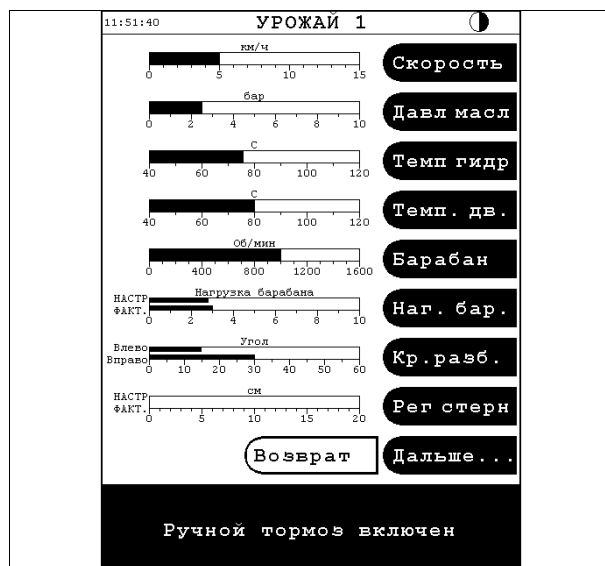 11:51:40 УРОЖАЙ 1
км/ч
0 5 10 15
Скорость
бар
0 2 4 6 8 10
Давл масл
С
40 60 80 100 120
Темп гидр
С
40 60 80 100 120
Темп. дв.
Об/мин
0 400 800 1200 1600
Барабан
Нагрузка барабана
НАСТР
ФАКТ.
0 2 4 6 8 10
Наг. бар.
Угол
Влево
Вправо
0 10 20 30 40 50 60
Кр.разб.
см
НАСТР
ФАКТ.
0 5 10 15 20
Рег стерн
Возврат
Дальше...
Ручной тормоз включен